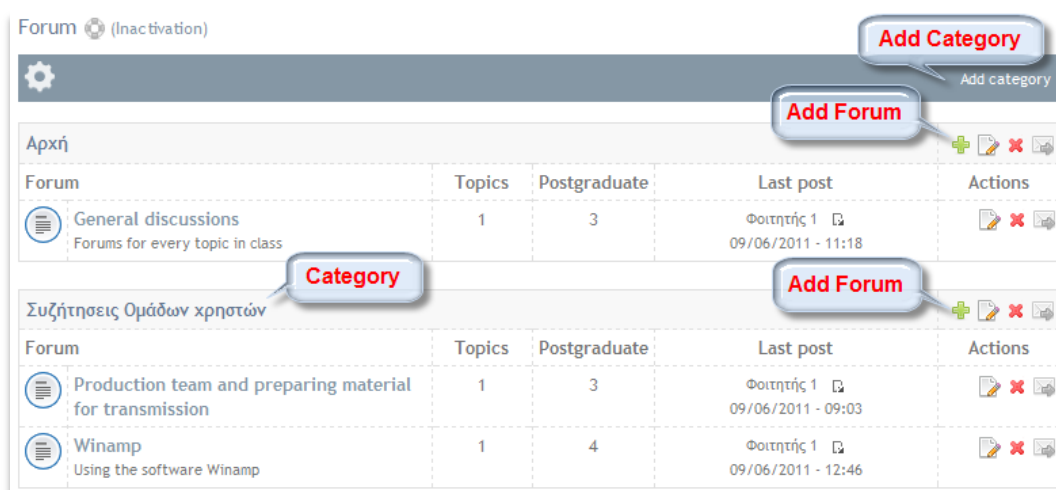 Forum (Inactivation)
Add Category
Add category
Add Forum
Αρχή
Forum Topics Postgraduate Last post Actions
General discussions 1 3 Φοιτητής 1
Forums for every topic in class 09/06/2011 - 11:18
Category
Add Forum
Συζήτησεις Ομάδων χρηστών
Forum Topics Postgraduate Last post Actions
Production team and preparing material 1 3 Φοιτητής 1
for transmission 09/06/2011 - 09:03
Winamp 1 4 Φοιτητής 1
Using the software Winamp 09/06/2011 - 12:46